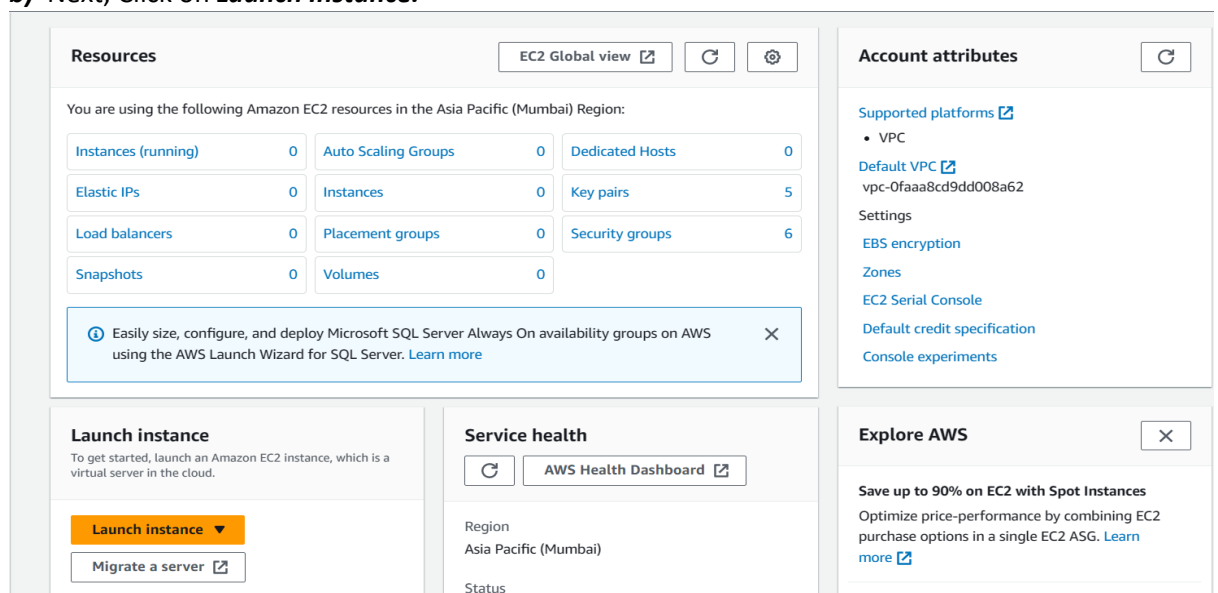 b) Next, Click on Launch Instance.
Resources
EC2 Global view
You are using the following Amazon EC2 resources in the Asia Pacific (Mumbai) Region:
Instances (running) 0 Auto Scaling Groups 0 Dedicated Hosts 0
Elastic IPs 0 Instances 0 Key pairs 5
Load balancers 0 Placement groups 0 Security groups 6
Snapshots 0 Volumes 0
Easily size, configure, and deploy Microsoft SQL Server Always On availability groups on AWS
using the AWS Launch Wizard for SQL Server. Learn more
Account attributes
Supported platforms
• VPC
Default VPC
vpc-0faaa8cd9dd008a62
Settings
EBS encryption
Zones
EC2 Serial Console
Default credit specification
Console experiments
Launch instance
To get started, launch an Amazon EC2 instance, which is a
virtual server in the cloud.
Launch instance
Migrate a server
Service health
AWS Health Dashboard
Region
Asia Pacific (Mumbai)
Status
Explore AWS
Save up to 90% on EC2 with Spot Instances
Optimize price-performance by combining EC2
purchase options in a single EC2 ASG. Learn
more